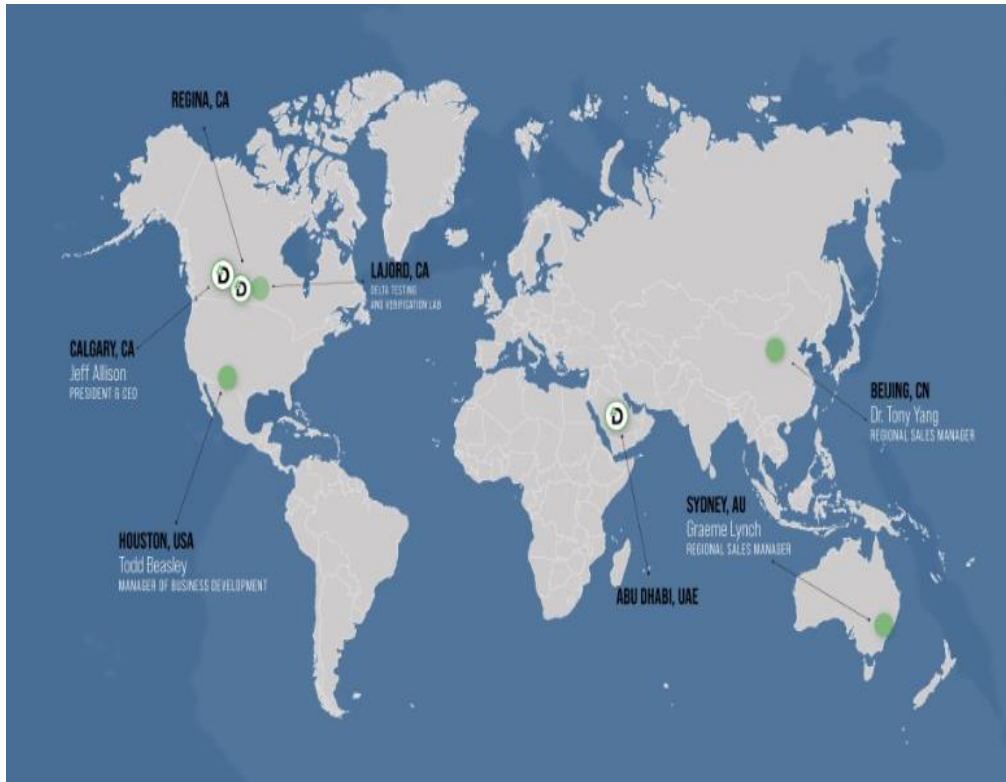 REGINA, CA
LAJORD, CA
DELTA TESTING
AND VERIFICATION LAB
CALGARY, CA
Jeff Allison
PRESIDENT & CEO
BEIJING, CN
Dr. Tony Yang
REGIONAL SALES MANAGER
SYDNEY, AU
Graeme Lynch
REGIONAL SALES MANAGER
HOUSTON, USA
Todd Beasley
MANAGER OF BUSINESS DEVELOPMENT
ABU DHABI, UAE
D
D
D